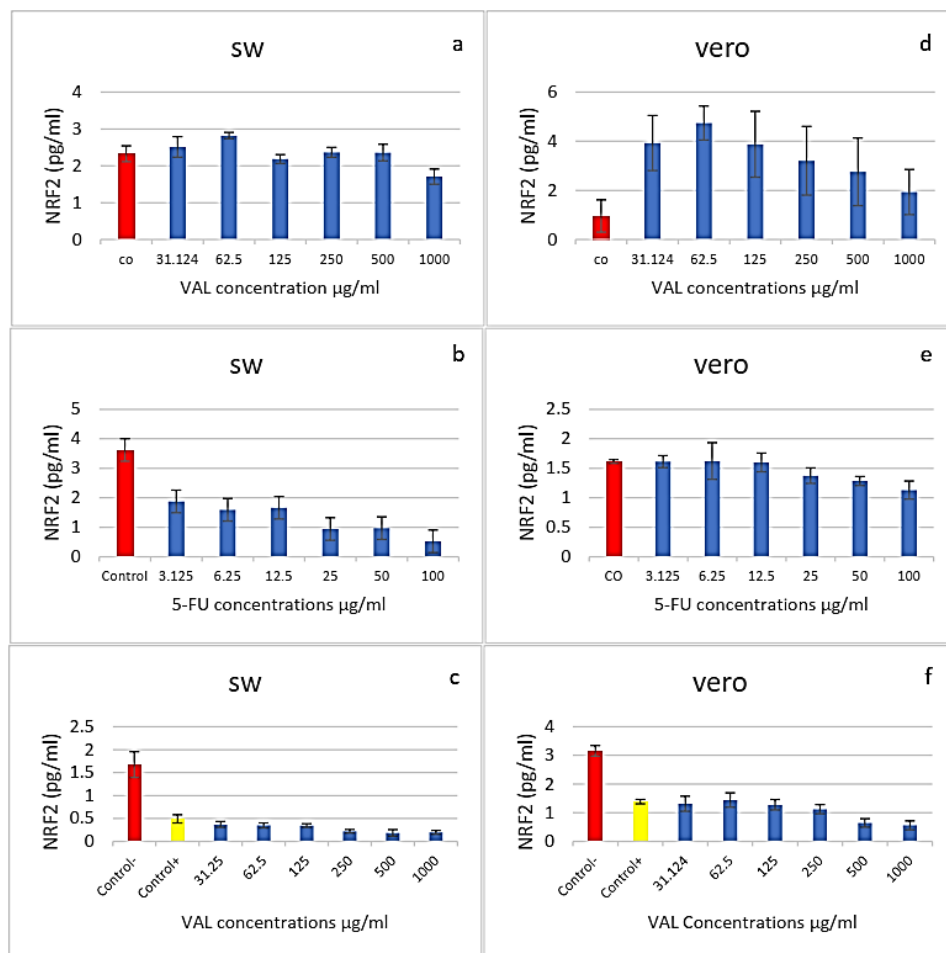 sw
a
NRF2 (pg/ml)
4
3
2
1
0
co 31.124 62.5 125 250 500 1000
VAL concentration µg/ml
vero
d
NRF2 (pg/ml)
6
4
2
0
co 31.124 62.5 125 250 500 1000
VAL concentrations µg/ml
sw
b
NRF2 (pg/ml)
5
4
3
2
1
0
Control 3.125 6.25 12.5 25 50 100
5-FU concentrations µg/ml
vero
e
NRF2 (pg/ml)
2.5
2
1.5
1
0.5
0
CO 3.125 6.25 12.5 25 50 100
5-FU concentrations µg/ml
sw
c
NRF2 (pg/ml)
2.5
2
1.5
1
0.5
0
Control- Control+ 31.25 62.5 125 250 500 1000
VAL concentrations µg/ml
vero
f
NRF2 (pg/ml)
4
3
2
1
0
Control- Control+ 31.124 62.5 125 250 500 1000
VAL Concentrations µg/ml